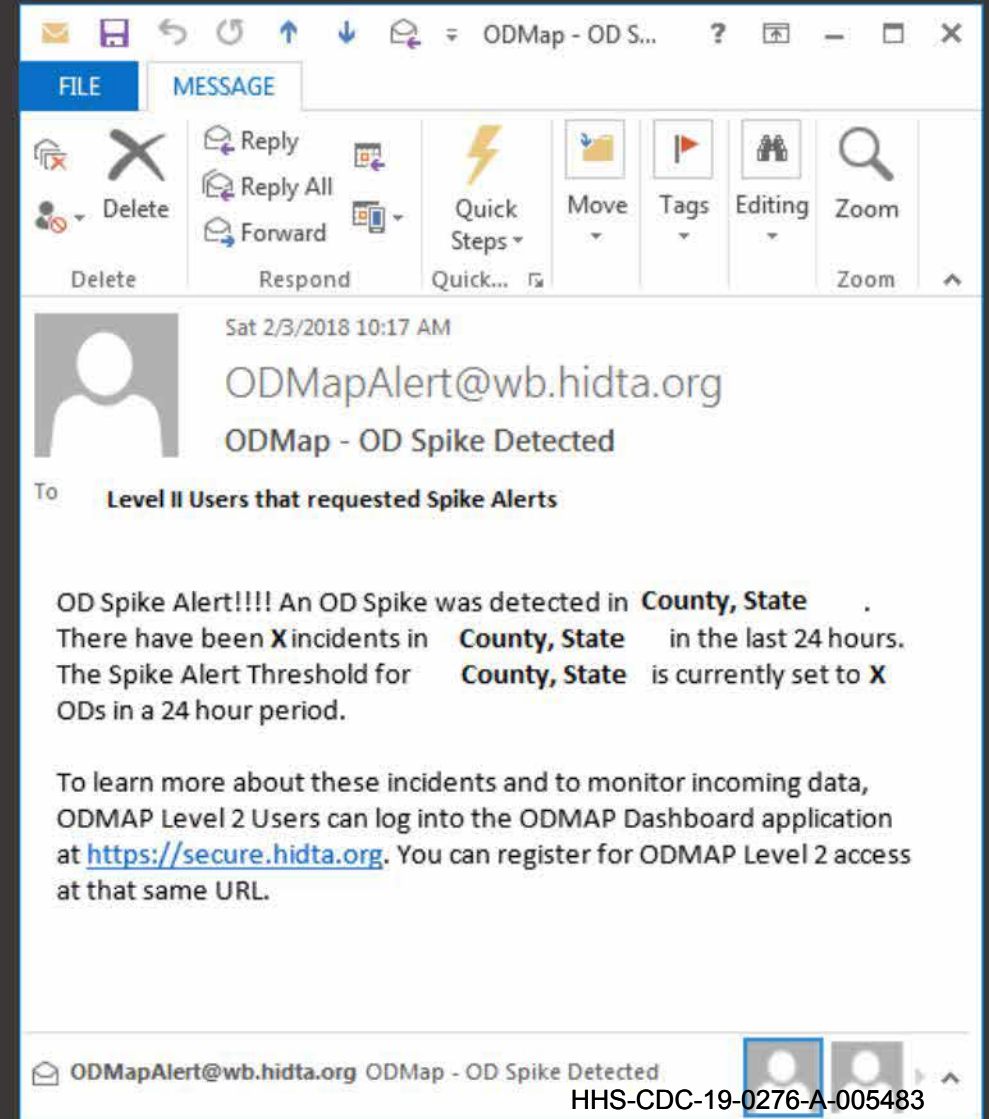 ODMap - OD S... ?
FILE MESSAGE
Delete
Reply
Reply All
Forward
Quick Steps
Move
Tags
Editing
Zoom
Delete Respond Quick... Zoom
Sat 2/3/2018 10:17 AM
ODMapAlert@wb.hidta.org
ODMap - OD Spike Detected
To Level II Users that requested Spike Alerts
OD Spike Alert!!!! An OD Spike was detected in County, State .
There have been X incidents in County, State in the last 24 hours.
The Spike Alert Threshold for County, State is currently set to X
ODs in a 24 hour period.
To learn more about these incidents and to monitor incoming data,
ODMAP Level 2 Users can log into the ODMAP Dashboard application
at https://secure.hidta.org. You can register for ODMAP Level 2 access
at that same URL.
ODMapAlert@wb.hidta.org ODMap - OD Spike Detected
HHS-CDC-19-0276-A-005483